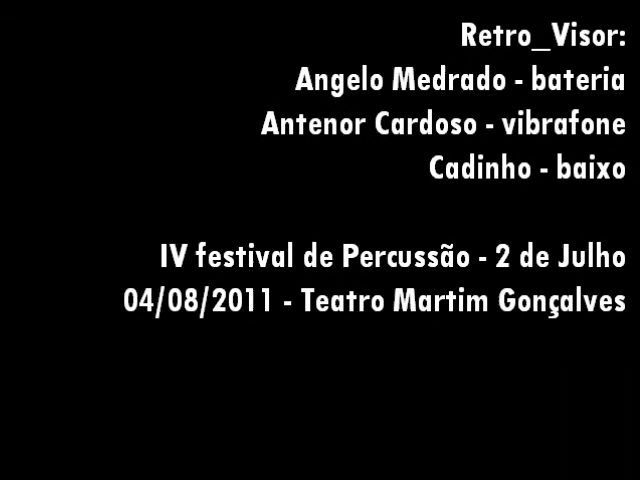 Retro_Visor:
Angelo Medrado - bateria
Antenor Cardoso - vibrafone
Cadinho - baixo
IV festival de Percussão - 2 de Julho
04/08/2011 - Teatro Martim Gonçalves